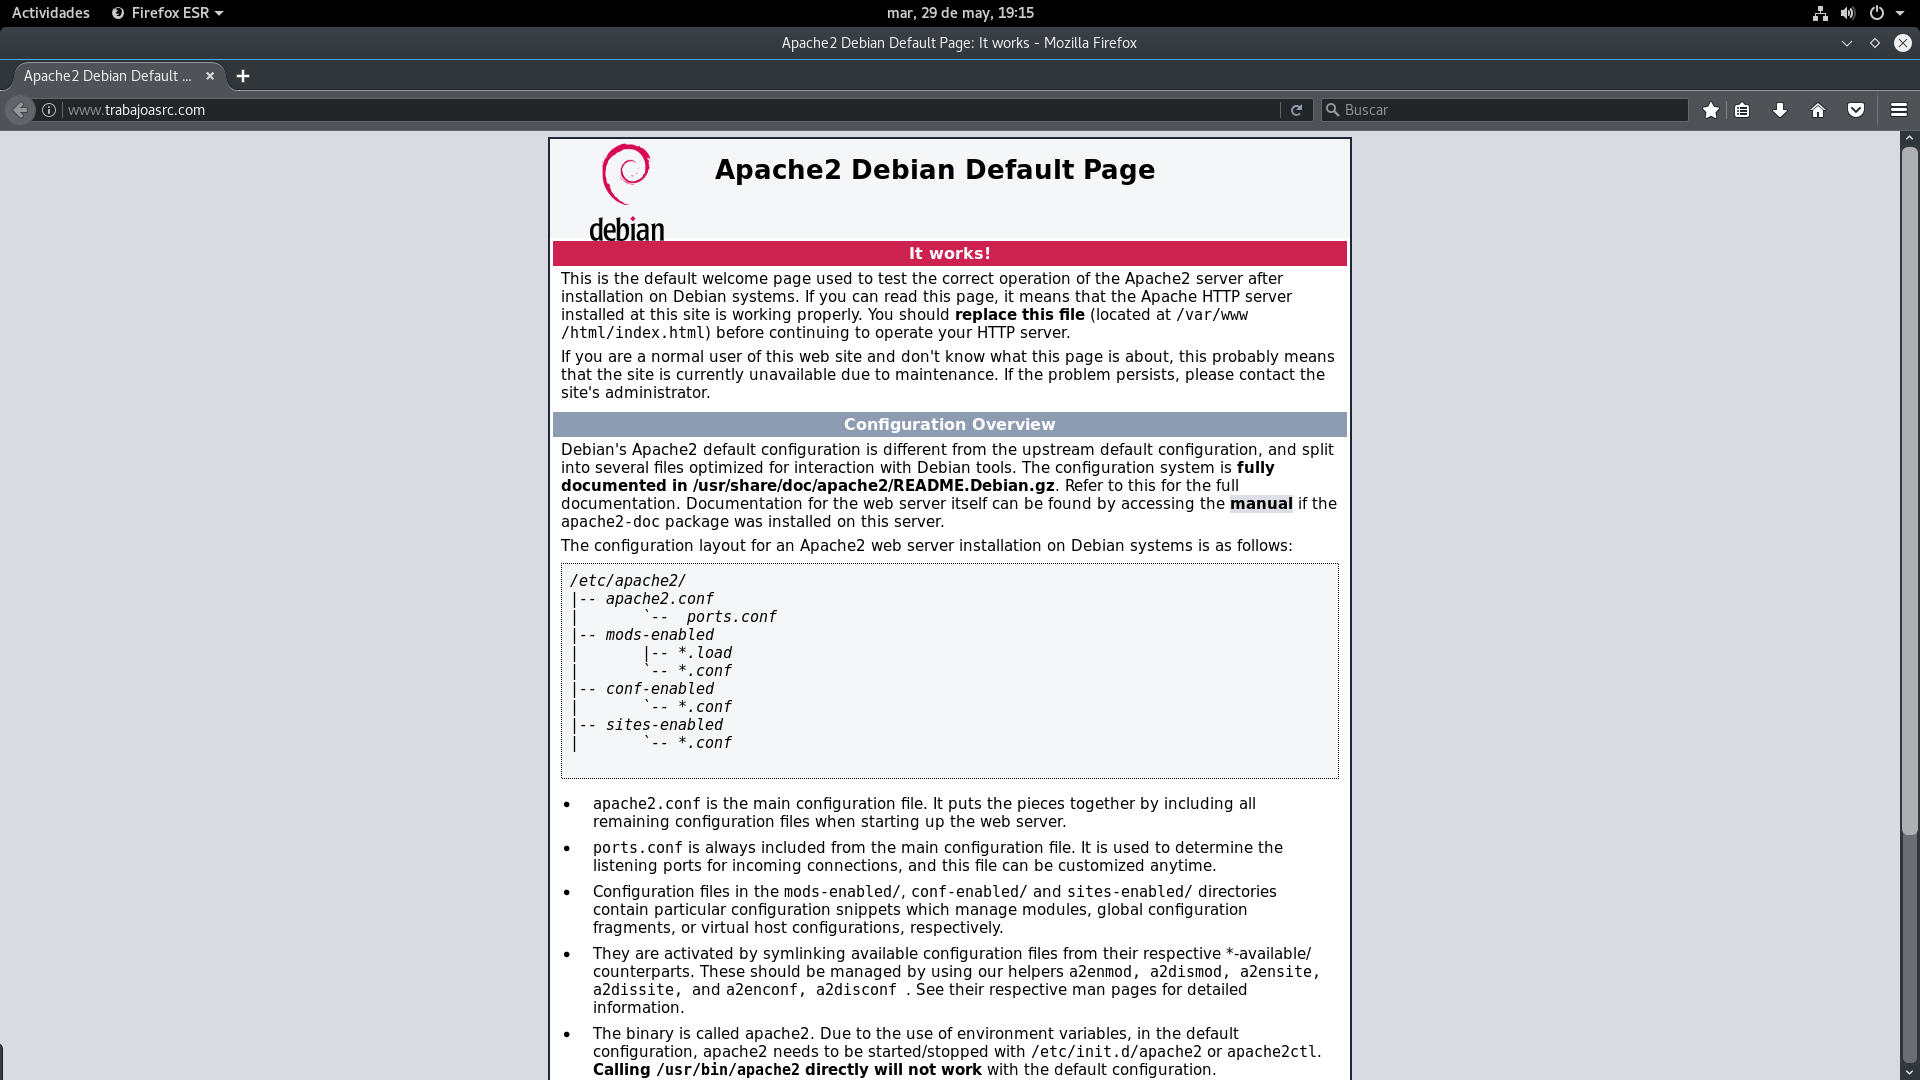 Actividades Firefox ESR mar, 29 de may, 19:15
Apache2 Debian Default Page: It works - Mozilla Firefox
Apache2 Debian Default ...
www.trabajoasrc.com Buscar
Apache2 Debian Default Page
debian
It works!
This is the default welcome page used to test the correct operation of the Apache2 server after
installation on Debian systems. If you can read this page, it means that the Apache HTTP server
installed at this site is working properly. You should replace this file (located at /var/www
/html/index.html) before continuing to operate your HTTP server.
If you are a normal user of this web site and don't know what this page is about, this probably means
that the site is currently unavailable due to maintenance. If the problem persists, please contact the
site's administrator.
Configuration Overview
Debian's Apache2 default configuration is different from the upstream default configuration, and split
into several files optimized for interaction with Debian tools. The configuration system is fully
documented in /usr/share/doc/apache2/README.Debian.gz. Refer to this for the full
documentation. Documentation for the web server itself can be found by accessing the manual if the
apache2-doc package was installed on this server.
The configuration layout for an Apache2 web server installation on Debian systems is as follows:
/etc/apache2/
|-- apache2.conf
|       `--  ports.conf
|-- mods-enabled
|       |-- *.load
|       `-- *.conf
|-- conf-enabled
|       `-- *.conf
|-- sites-enabled
|       `-- *.conf
• apache2.conf is the main configuration file. It puts the pieces together by including all
remaining configuration files when starting up the web server.
• ports.conf is always included from the main configuration file. It is used to determine the
listening ports for incoming connections, and this file can be customized anytime.
• Configuration files in the mods-enabled/, conf-enabled/ and sites-enabled/ directories
contain particular configuration snippets which manage modules, global configuration
fragments, or virtual host configurations, respectively.
• They are activated by symlinking available configuration files from their respective *-available/
counterparts. These should be managed by using our helpers a2enmod, a2dismod, a2ensite,
a2dissite, and a2enconf, a2disconf . See their respective man pages for detailed
information.
• The binary is called apache2. Due to the use of environment variables, in the default
configuration, apache2 needs to be started/stopped with /etc/init.d/apache2 or apache2ctl.
Calling /usr/bin/apache2 directly will not work with the default configuration.